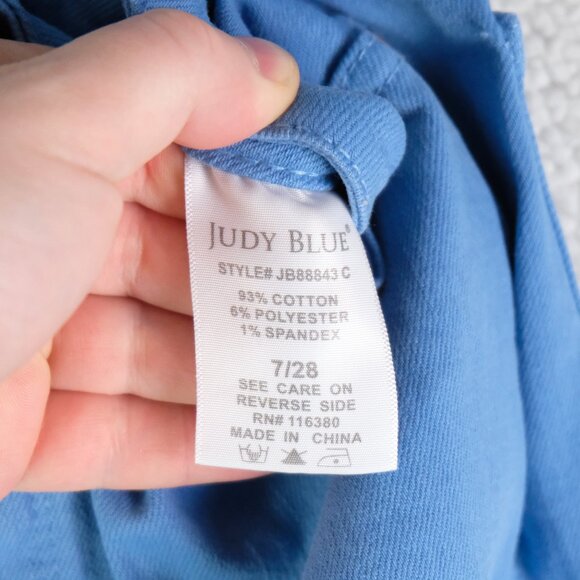 JUDY BLUE®
STYLE# JB88843 C
93% COTTON
6% POLYESTER
1% SPANDEX
7/28
SEE CARE ON
REVERSE SIDE
RN# 116380
MADE IN CHINA